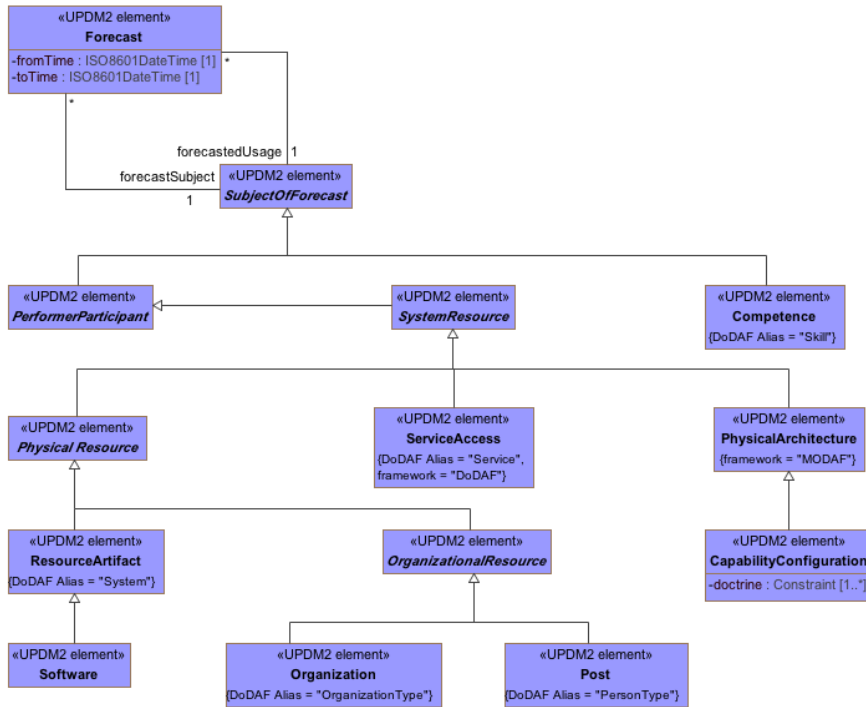 «UPDM2 element»
Forecast
-fromTime : ISO8601DateTime [1]
-toTime : ISO8601DateTime [1]
*
*
forecastedUsage 1
forecastSubject
1
«UPDM2 element»
SubjectOfForecast
«UPDM2 element»
PerformerParticipant
«UPDM2 element»
SystemResource
«UPDM2 element»
Competence
{DoDAF Alias = "Skill"}
«UPDM2 element»
Physical Resource
«UPDM2 element»
ServiceAccess
{DoDAF Alias = "Service",
framework = "DoDAF"}
«UPDM2 element»
PhysicalArchitecture
{framework = "MODAF"}
«UPDM2 element»
ResourceArtifact
{DoDAF Alias = "System"}
«UPDM2 element»
OrganizationalResource
«UPDM2 element»
CapabilityConfiguration
-doctrine : Constraint [1..*]
«UPDM2 element»
Software
«UPDM2 element»
Organization
{DoDAF Alias = "OrganizationType"}
«UPDM2 element»
Post
{DoDAF Alias = "PersonType"}